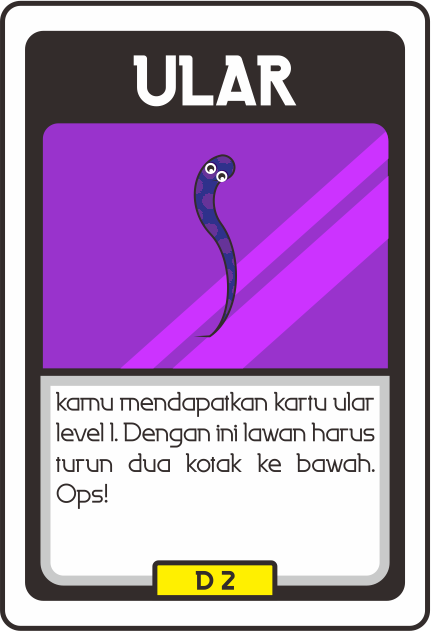 ULAR
kamu mendapatkan kartu ular
level 1. Dengan ini lawan harus
turun dua kotak ke bawah.
Ops!
D 2